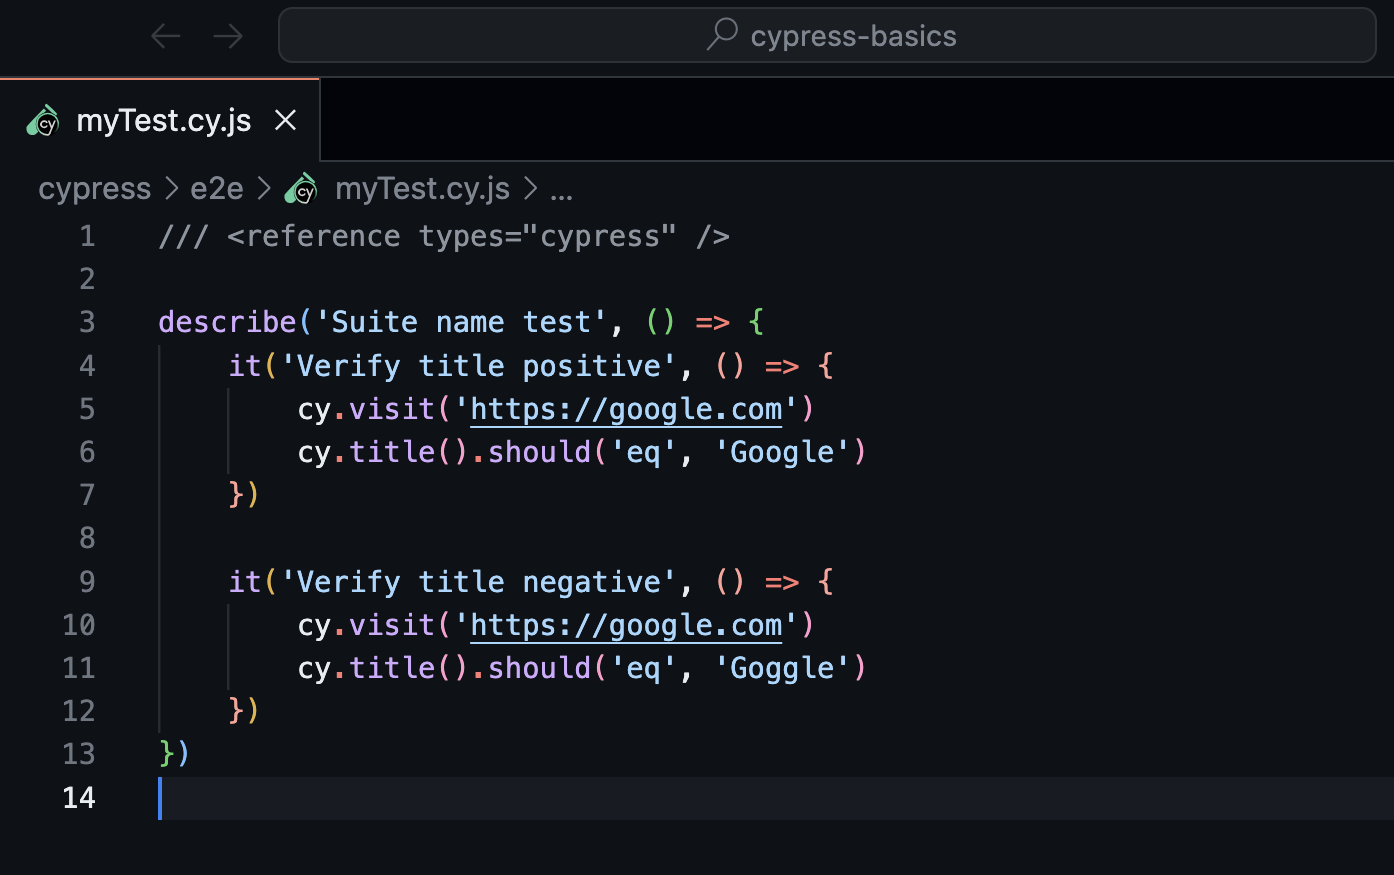 cypress-basics
myTest.cy.js
cypress > e2e > myTest.cy.js > ...
1 /// <reference types="cypress" />
2
3 describe('Suite name test', () => {
4     it('Verify title positive', () => {
5         cy.visit('https://google.com')
6         cy.title().should('eq', 'Google')
7     })
8
9     it('Verify title negative', () => {
10         cy.visit('https://google.com')
11         cy.title().should('eq', 'Goggle')
12     })
13 })
14